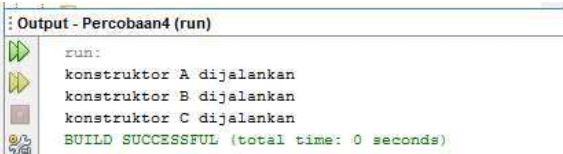 Output - Percobaan4 (run)
run:
konstruktor A dijalankan
konstruktor B dijalankan
konstruktor C dijalankan
BUILD SUCCESSFUL (total time: 0 seconds)